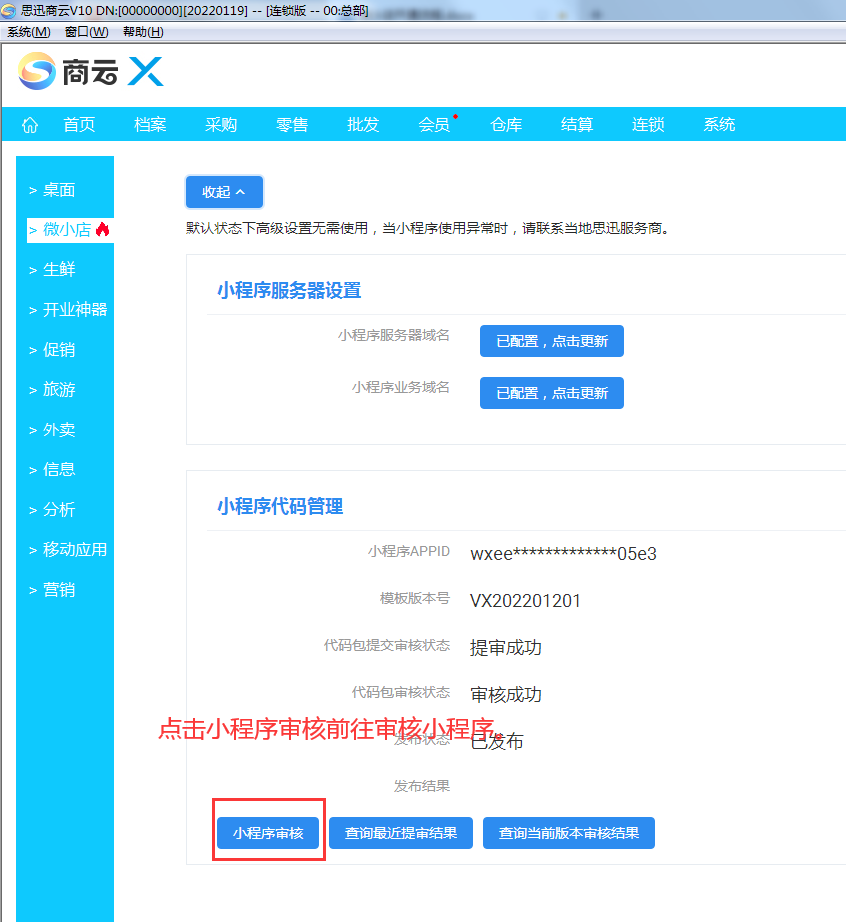 思迅商云V10 DN:[00000000][20220119] -- [连锁版 -- 00:总部]
系统(M) 窗口(W) 帮助(H)
商云X
首页 档案 采购 零售 批发 会员 仓库 结算 连锁 系统
> 桌面
> 微小店
> 生鲜
> 开业神器
> 促销
> 旅游
> 外卖
> 信息
> 分析
> 移动应用
> 营销
收起
默认状态下高级设置无需使用，当小程序使用异常时，请联系当地思迅服务商。
小程序服务器设置
小程序服务器域名 已配置，点击更新
小程序业务域名 已配置，点击更新
小程序代码管理
小程序APPID wxee*************05e3
模板版本号 VX202201201
代码包提交审核状态 提审成功
代码包审核状态 审核成功
点击小程序审核前往审核小程序。
发布状态 已发布
发布结果
小程序审核 查询最近提审结果 查询当前版本审核结果